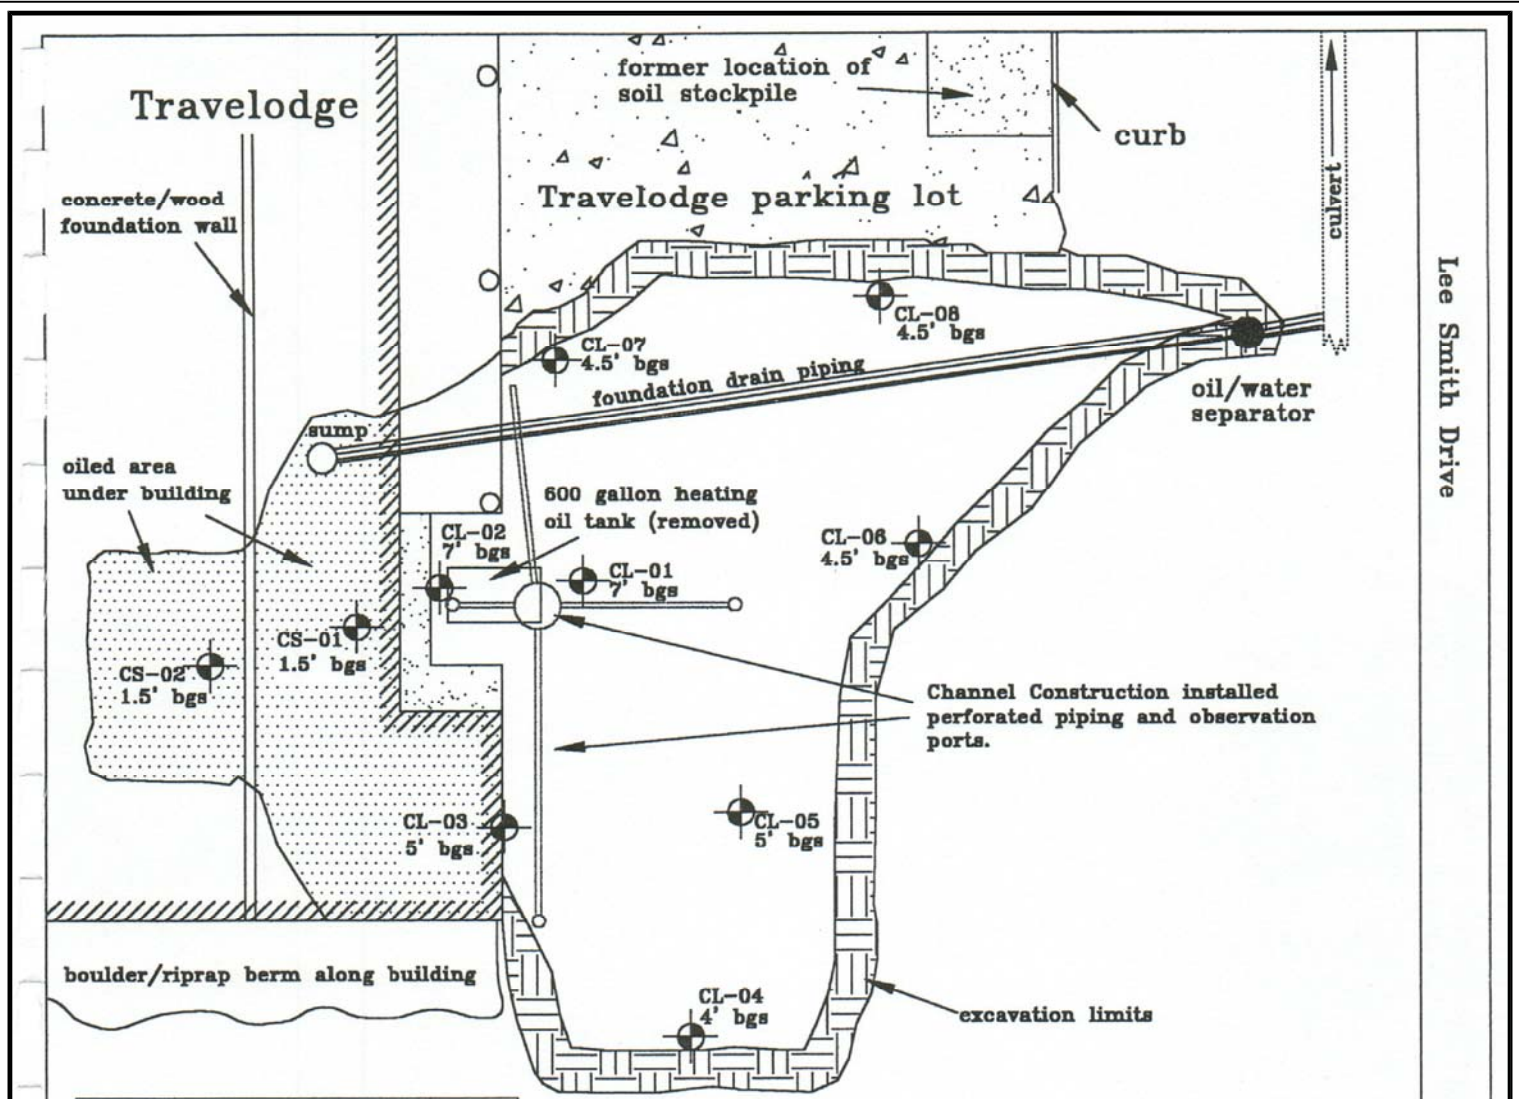 Travelodge
former location of
soil stockpile
curb
Travelodge parking lot
concrete/wood
foundation wall
culvert
Lee Smith Drive
CL-08
4.5' bgs
CL-07
4.5' bgs
foundation drain piping
oil/water
separator
sump
oiled area
under building
600 gallon heating
oil tank (removed)
CL-02
7' bgs
CL-01
7' bgs
CL-06
4.5' bgs
CS-01
1.5' bgs
CS-02
1.5' bgs
Channel Construction installed
perforated piping and observation
ports.
CL-03
5' bgs
CL-05
5' bgs
boulder/riprap berm along building
CL-04
4' bgs
excavation limits